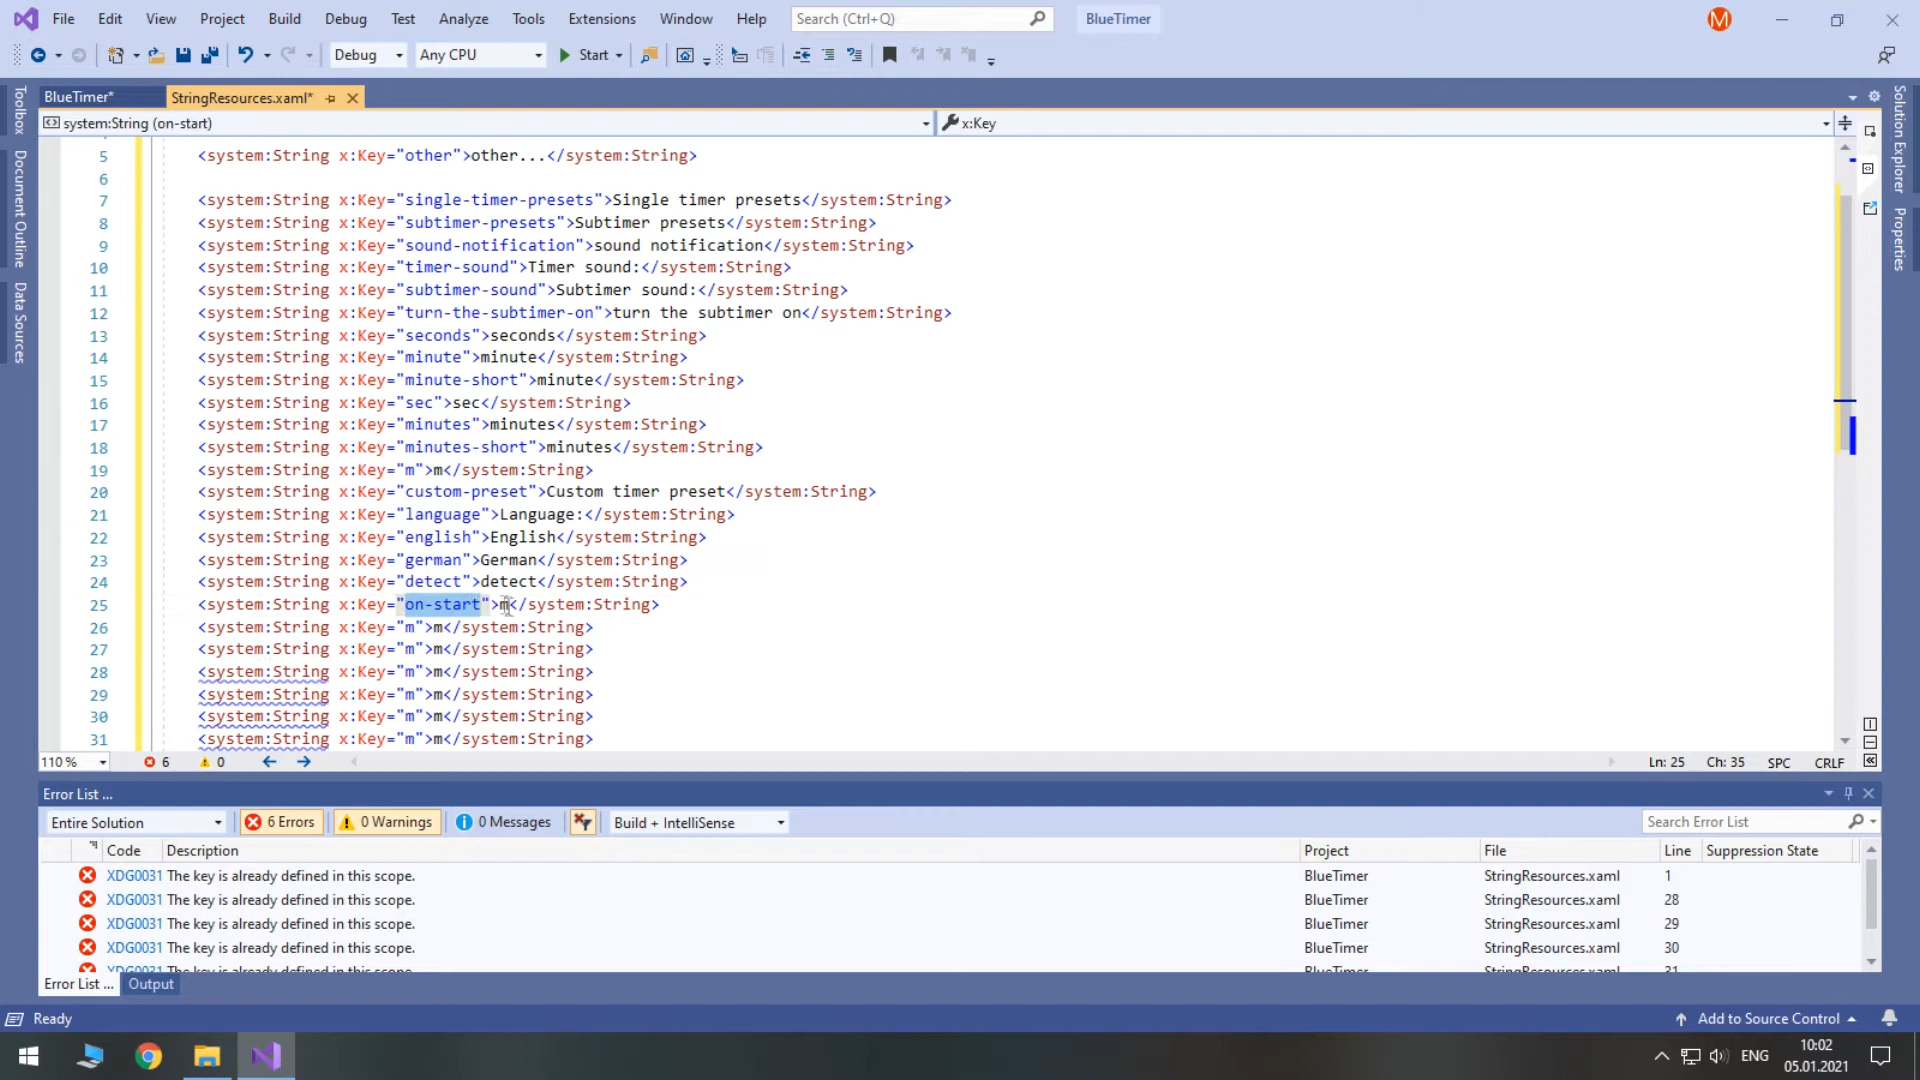 File Edit View Project Build Debug Test Analyze Tools Extensions Window Help Search (Ctrl+Q) BlueTimer M
Debug Any CPU Start
Toolbox
Document Outline
Data Sources
BlueTimer* StringResources.xaml*
system:String (on-start) x:Key
5 <system:String x:Key="other">other...</system:String>
6
7 <system:String x:Key="single-timer-presets">Single timer presets</system:String>
8 <system:String x:Key="subtimer-presets">Subtimer presets</system:String>
9 <system:String x:Key="sound-notification">sound notification</system:String>
10 <system:String x:Key="timer-sound">Timer sound:</system:String>
11 <system:String x:Key="subtimer-sound">Subtimer sound:</system:String>
12 <system:String x:Key="turn-the-subtimer-on">turn the subtimer on</system:String>
13 <system:String x:Key="seconds">seconds</system:String>
14 <system:String x:Key="minute">minute</system:String>
15 <system:String x:Key="minute-short">minute</system:String>
16 <system:String x:Key="sec">sec</system:String>
17 <system:String x:Key="minutes">minutes</system:String>
18 <system:String x:Key="minutes-short">minutes</system:String>
19 <system:String x:Key="m">m</system:String>
20 <system:String x:Key="custom-preset">Custom timer preset</system:String>
21 <system:String x:Key="language">Language:</system:String>
22 <system:String x:Key="english">English</system:String>
23 <system:String x:Key="german">German</system:String>
24 <system:String x:Key="detect">detect</system:String>
25 <system:String x:Key="on-start">m</system:String>
26 <system:String x:Key="m">m</system:String>
27 <system:String x:Key="m">m</system:String>
28 <system:String x:Key="m">m</system:String>
29 <system:String x:Key="m">m</system:String>
30 <system:String x:Key="m">m</system:String>
31 <system:String x:Key="m">m</system:String>
Solution Explorer
Properties
110 % 6 0 Ln: 25 Ch: 35 SPC CRLF
Error List ...
Entire Solution 6 Errors 0 Warnings 0 Messages Build + IntelliSense Search Error List
Code Description Project File Line Suppression State
XDG0031 The key is already defined in this scope. BlueTimer StringResources.xaml 1
XDG0031 The key is already defined in this scope. BlueTimer StringResources.xaml 28
XDG0031 The key is already defined in this scope. BlueTimer StringResources.xaml 29
XDG0031 The key is already defined in this scope. BlueTimer StringResources.xaml 30
XDG0031 The key is already defined in this scope. BlueTimer StringResources.xaml 31
Error List ... Output
Ready Add to Source Control
ENG 10:02
05.01.2021